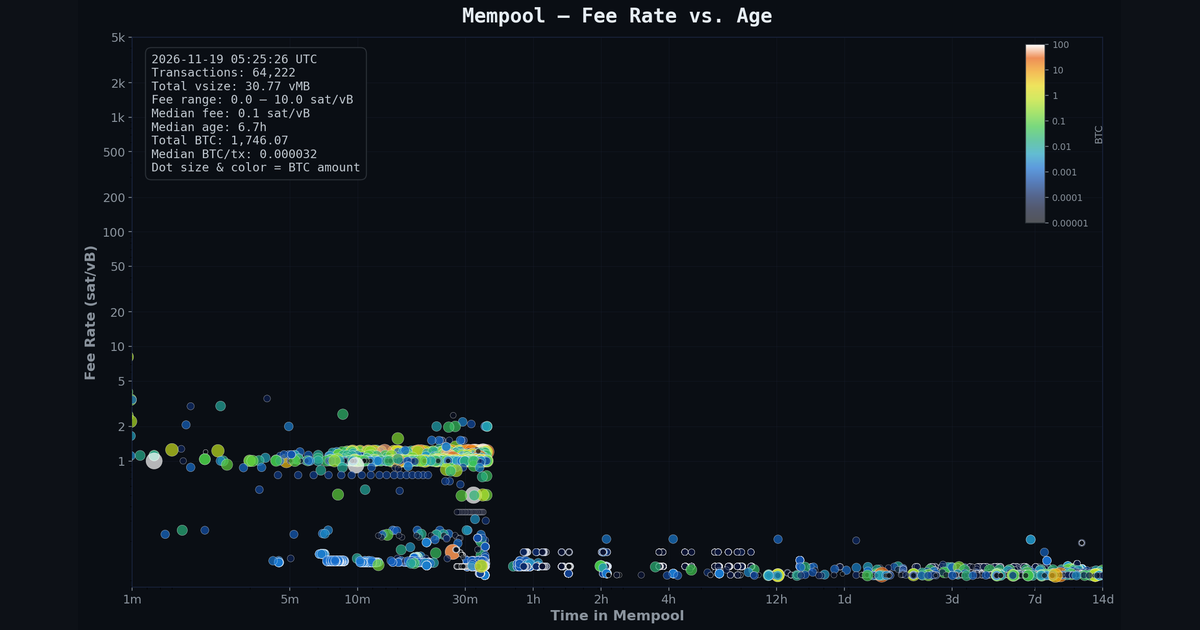 Mempool — Fee Rate vs. Age
2026-11-19 05:25:26 UTC
Transactions: 64,222
Total vsize: 30.77 vMB
Fee range: 0.0 — 10.0 sat/vB
Median fee: 0.1 sat/vB
Median age: 6.7h
Total BTC: 1,746.07
Median BTC/tx: 0.000032
Dot size & color = BTC amount
100
10
1
0.1
0.01
0.001
0.0001
0.00001
BTC
5k
2k
1k
500
200
100
50
20
10
5
2
1
Fee Rate (sat/vB)
1m
5m
10m
30m
1h
2h
4h
12h
1d
3d
7d
14d
Time in Mempool